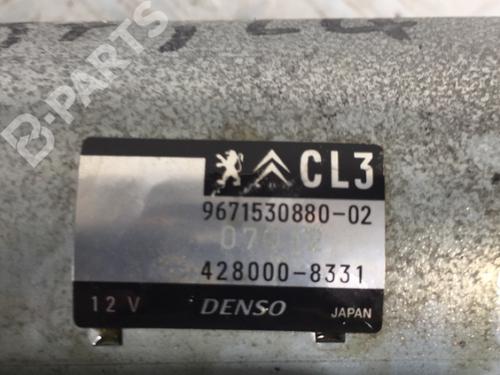 B-PARTS
CL3
9671530880-02
428000-8331
12 V DENSO JAPAN